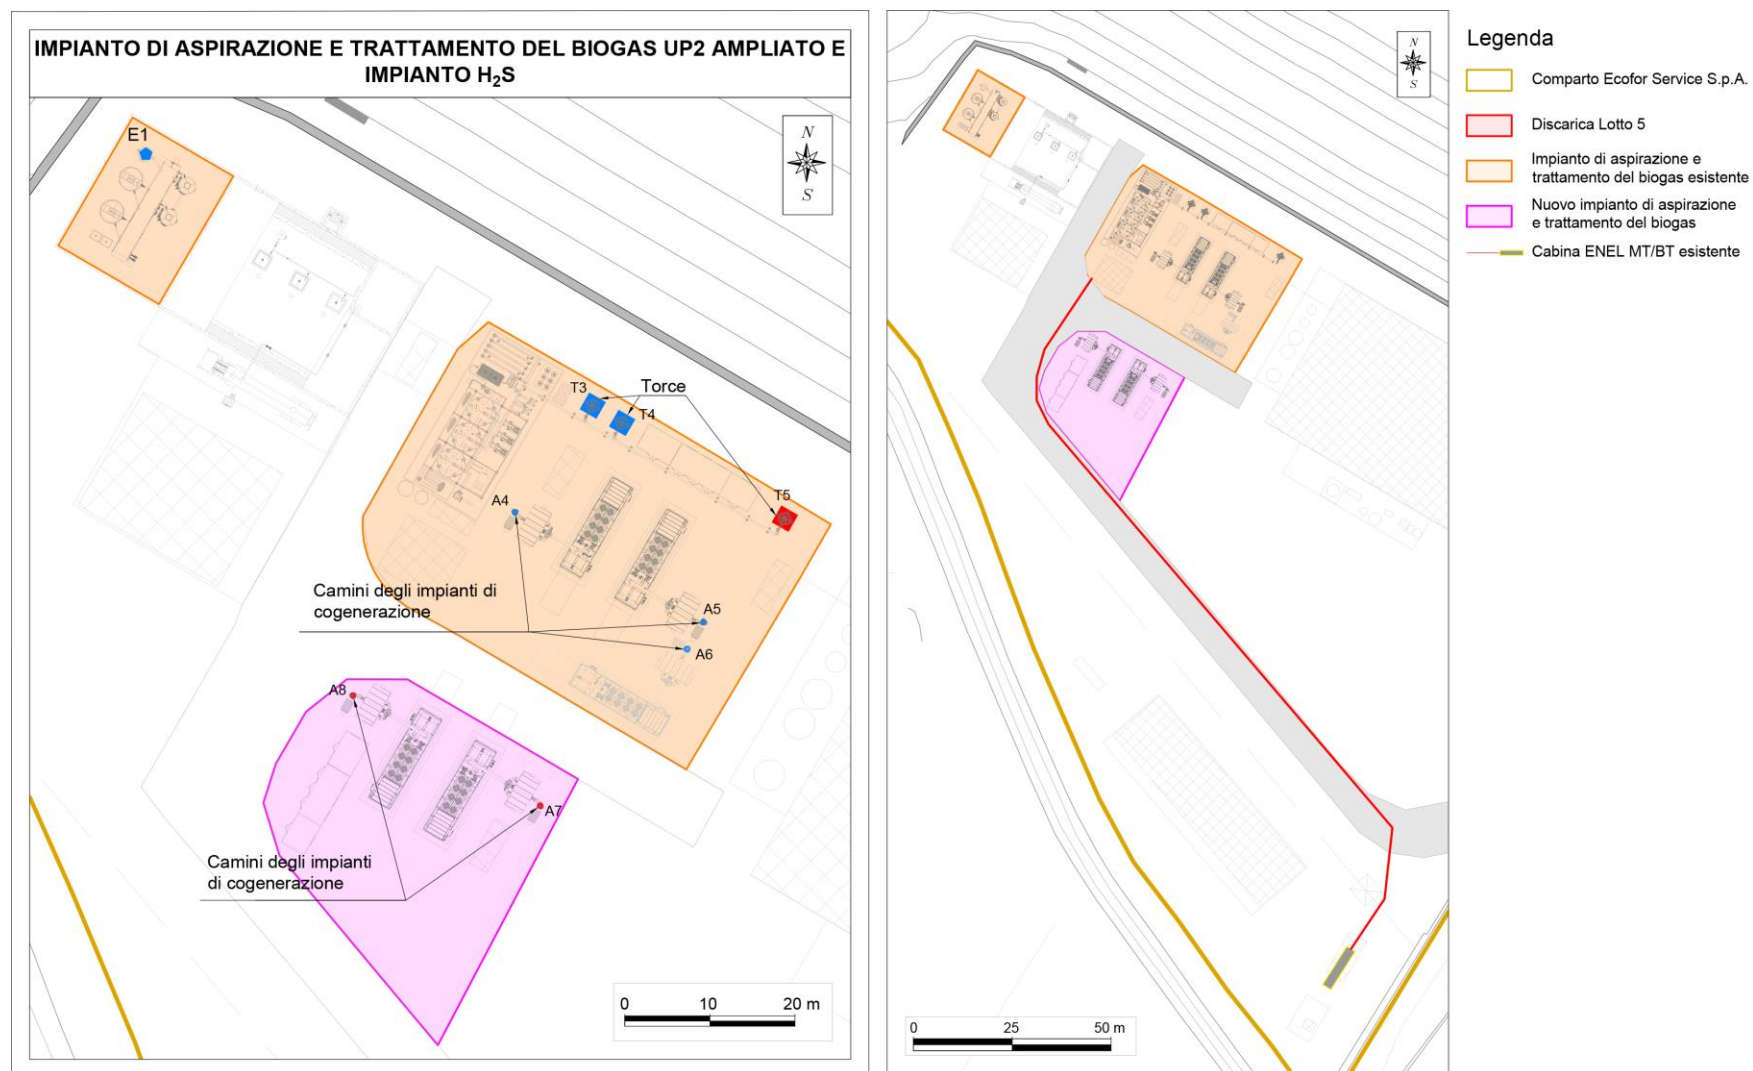 IMPIANTO DI ASPIRAZIONE E TRATTAMENTO DEL BIOGAS UP2 AMPLIATO E
IMPIANTO H₂S
N
S
E1
T3
Torce
T4
T5
A4
Camini degli impianti di
cogenerazione
A5
A6
A8
A7
Camini degli impianti
di cogenerazione
0 10 20 m
N
S
0 25 50 m
Legenda
Comparto Ecofor Service S.p.A.
Discarica Lotto 5
Impianto di aspirazione e
trattamento del biogas esistente
Nuovo impianto di aspirazione
e trattamento del biogas
Cabina ENEL MT/BT esistente